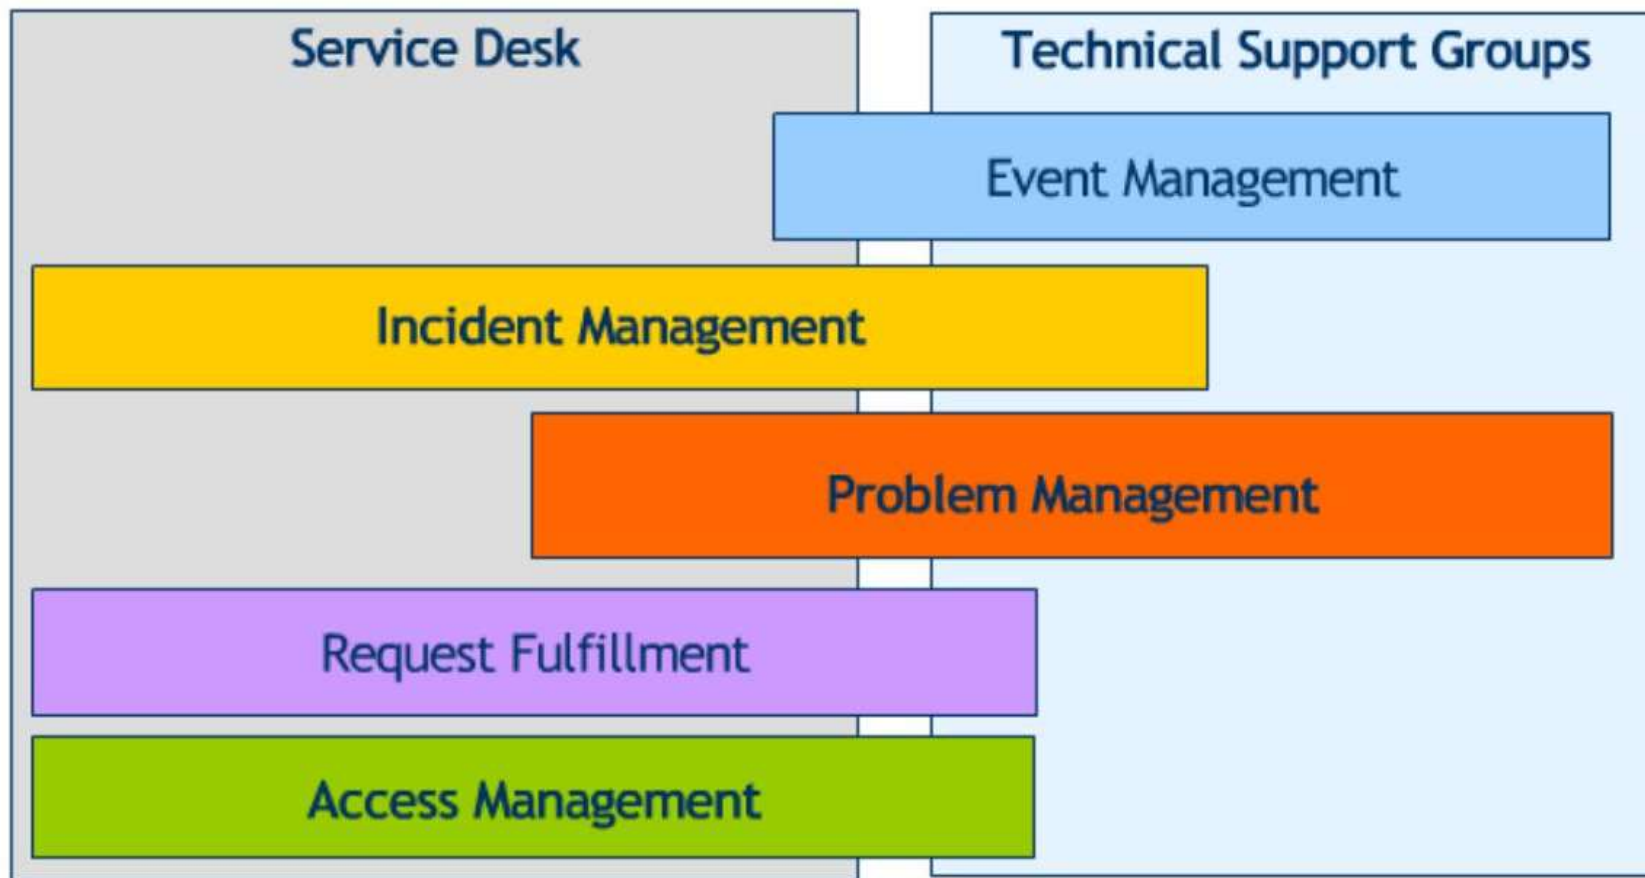 Service Desk
Technical Support Groups
Event Management
Incident Management
Problem Management
Request Fulfillment
Access Management